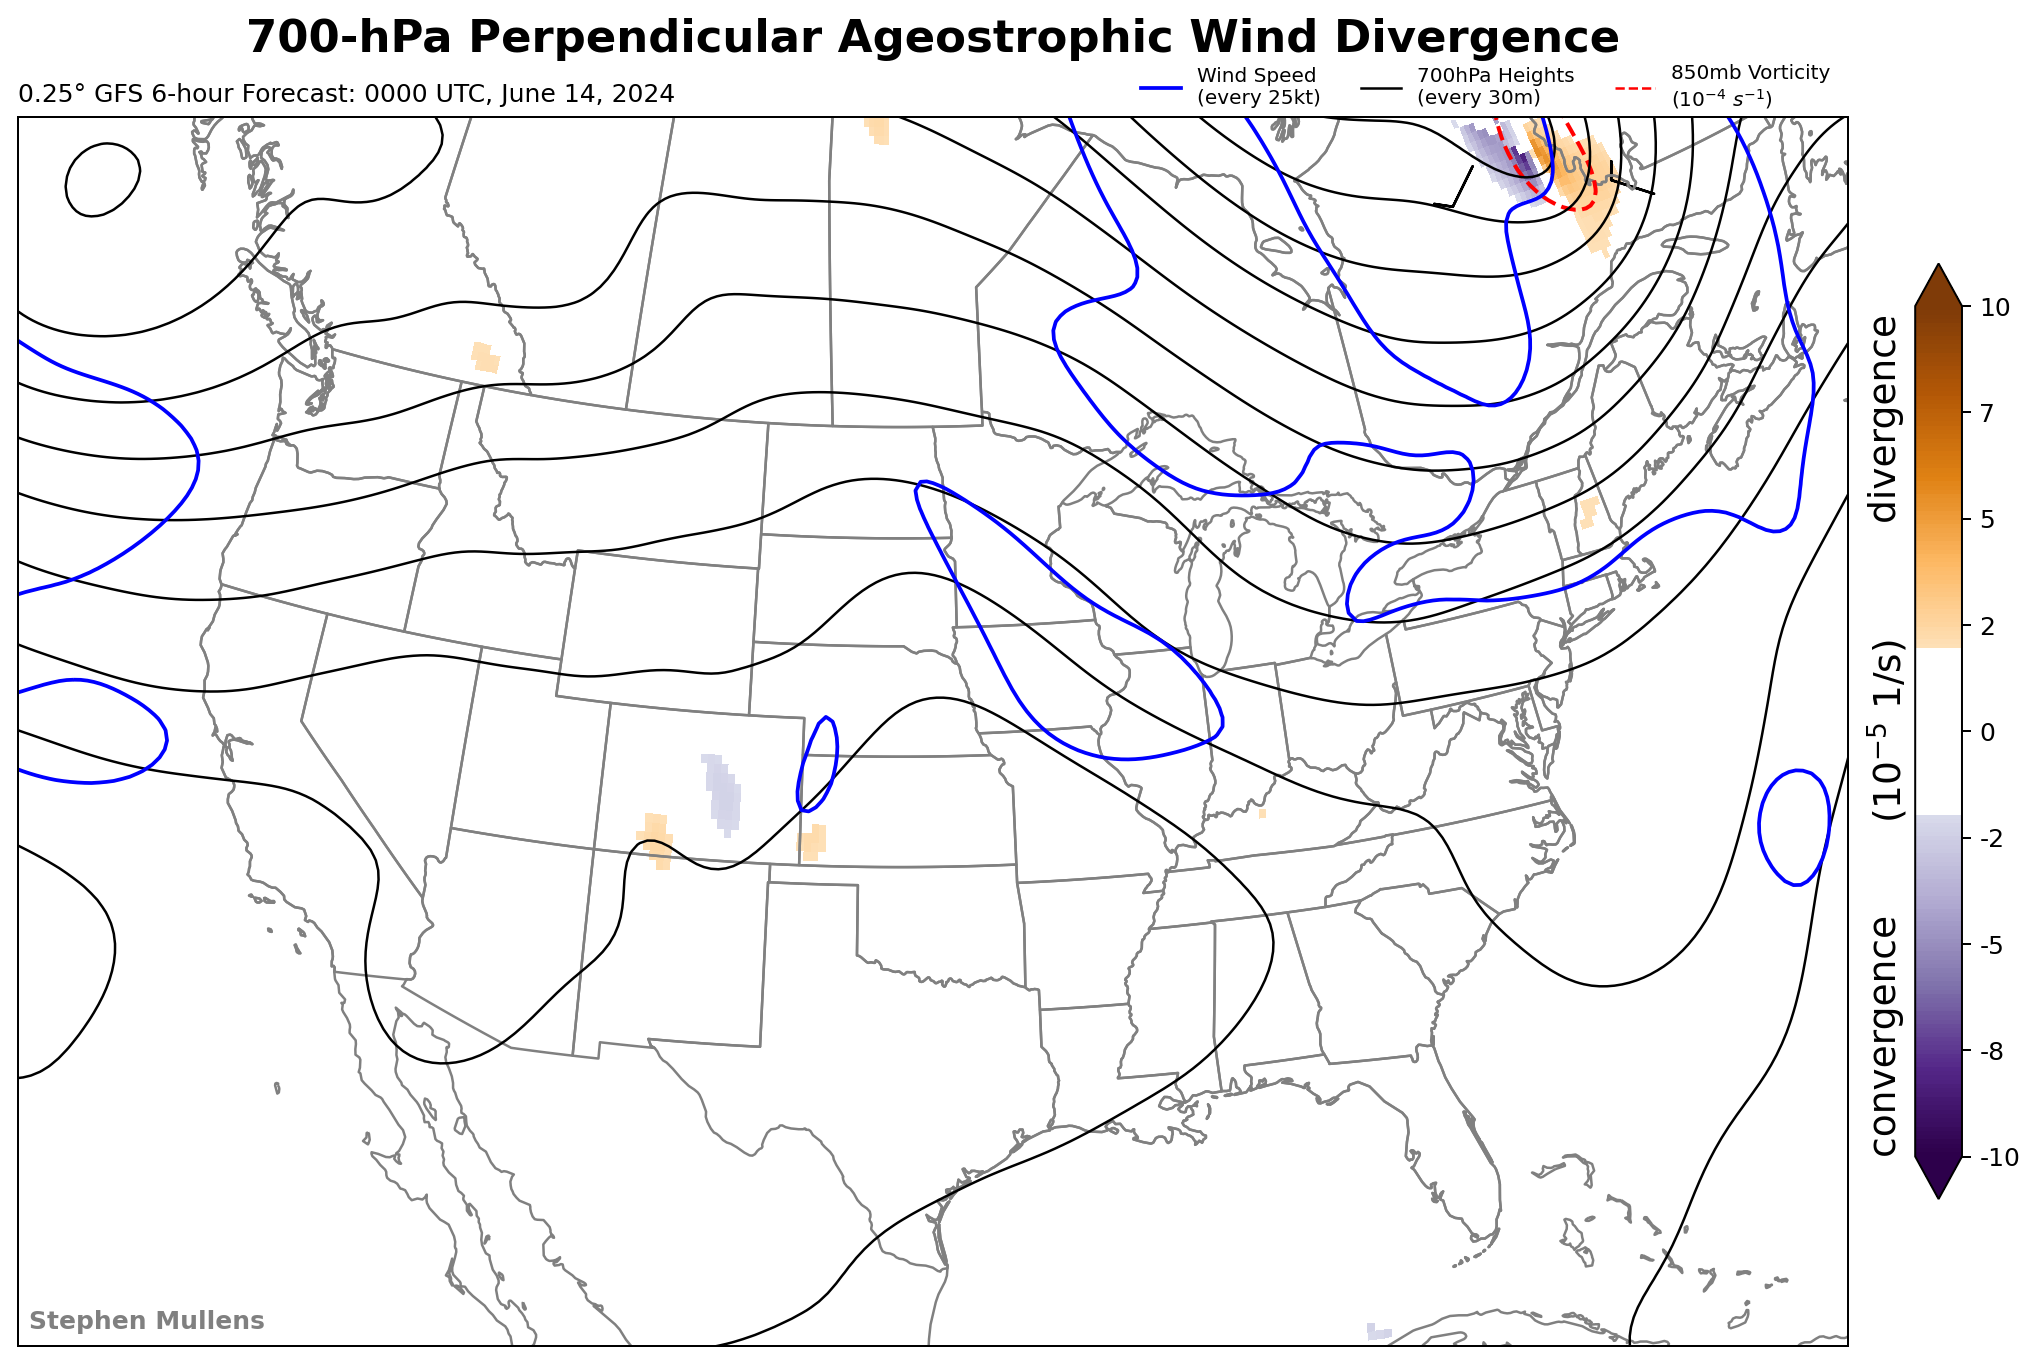 700-hPa Perpendicular Ageostrophic Wind Divergence
0.25° GFS 6-hour Forecast: 0000 UTC, June 14, 2024
Wind Speed
(every 25kt)
700hPa Heights
(every 30m)
850mb Vorticity
(10⁻⁴ s⁻¹)
10
7
5
2
0
-2
-5
-8
-10
convergence (10⁻⁵ 1/s) divergence
Stephen Mullens